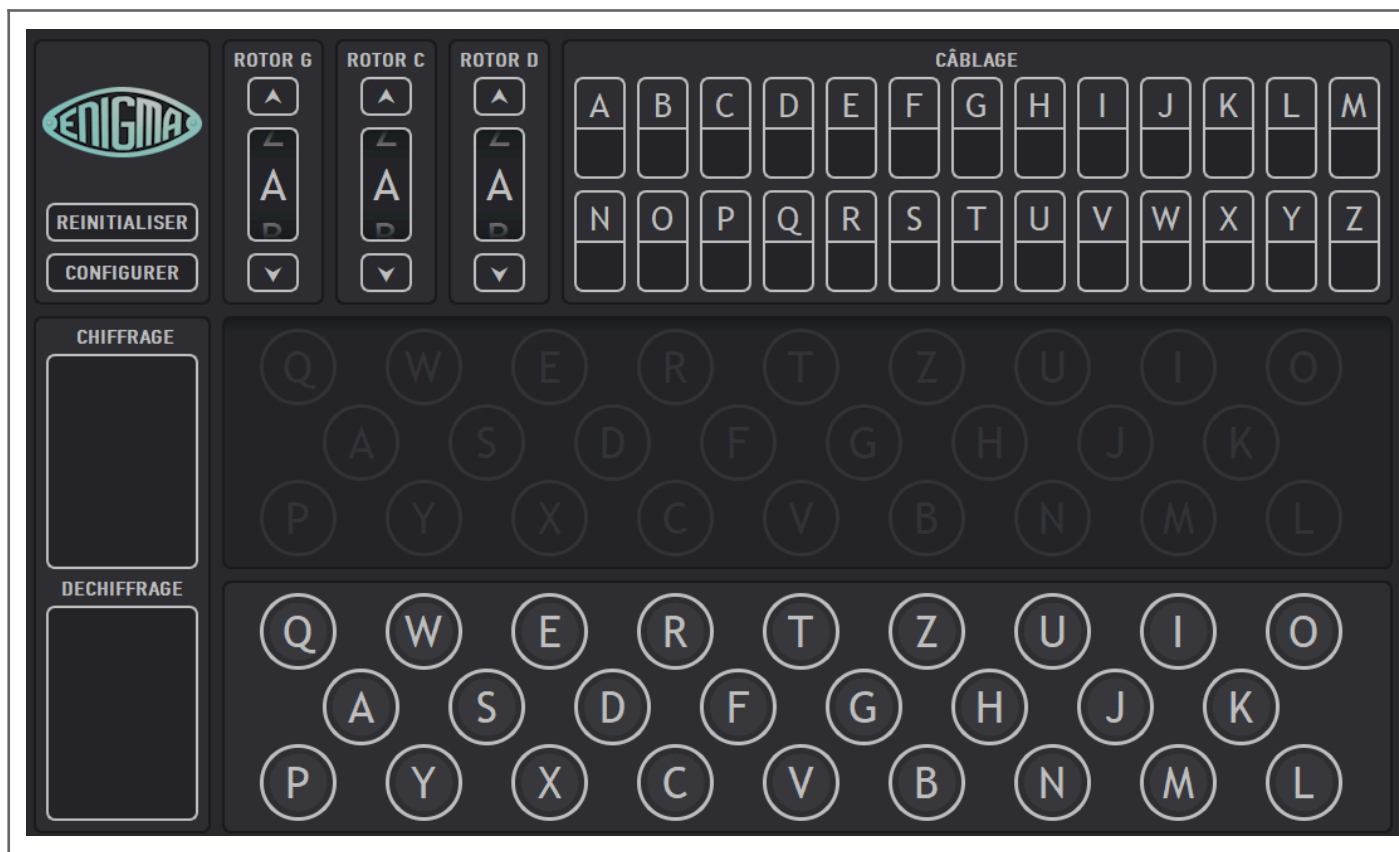 ENIGMA
REINITIALISER
CONFIGURER
ROTOR G
A
ROTOR C
A
ROTOR D
A
CÂBLAGE
A B C D E F G H I J K L M
N O P Q R S T U V W X Y Z
CHIFFRAGE
Q W E R T Z U I O
A S D F G H J K
P Y X C V B N M L
DECHIFFRAGE
Q W E R T Z U I O
A S D F G H J K
P Y X C V B N M L